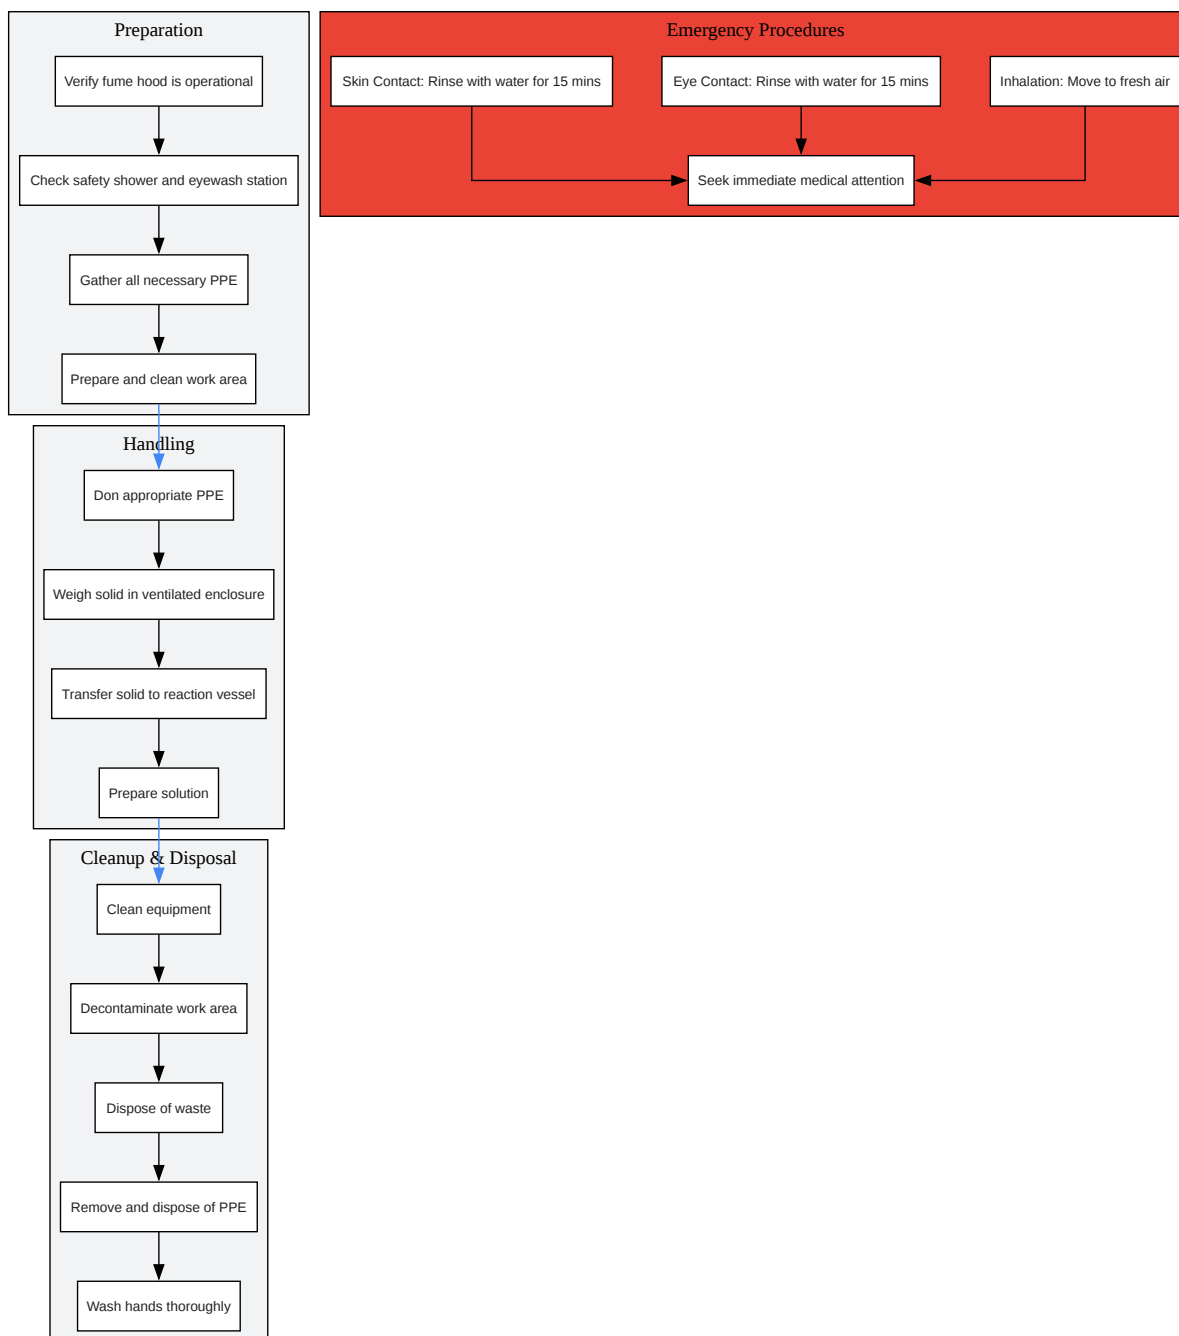 Preparation
Verify fume hood is operational
Check safety shower and eyewash station
Gather all necessary PPE
Prepare and clean work area
Emergency Procedures
Skin Contact: Rinse with water for 15 mins
Eye Contact: Rinse with water for 15 mins
Inhalation: Move to fresh air
Seek immediate medical attention
Handling
Don appropriate PPE
Weigh solid in ventilated enclosure
Transfer solid to reaction vessel
Prepare solution
Cleanup & Disposal
Clean equipment
Decontaminate work area
Dispose of waste
Remove and dispose of PPE
Wash hands thoroughly